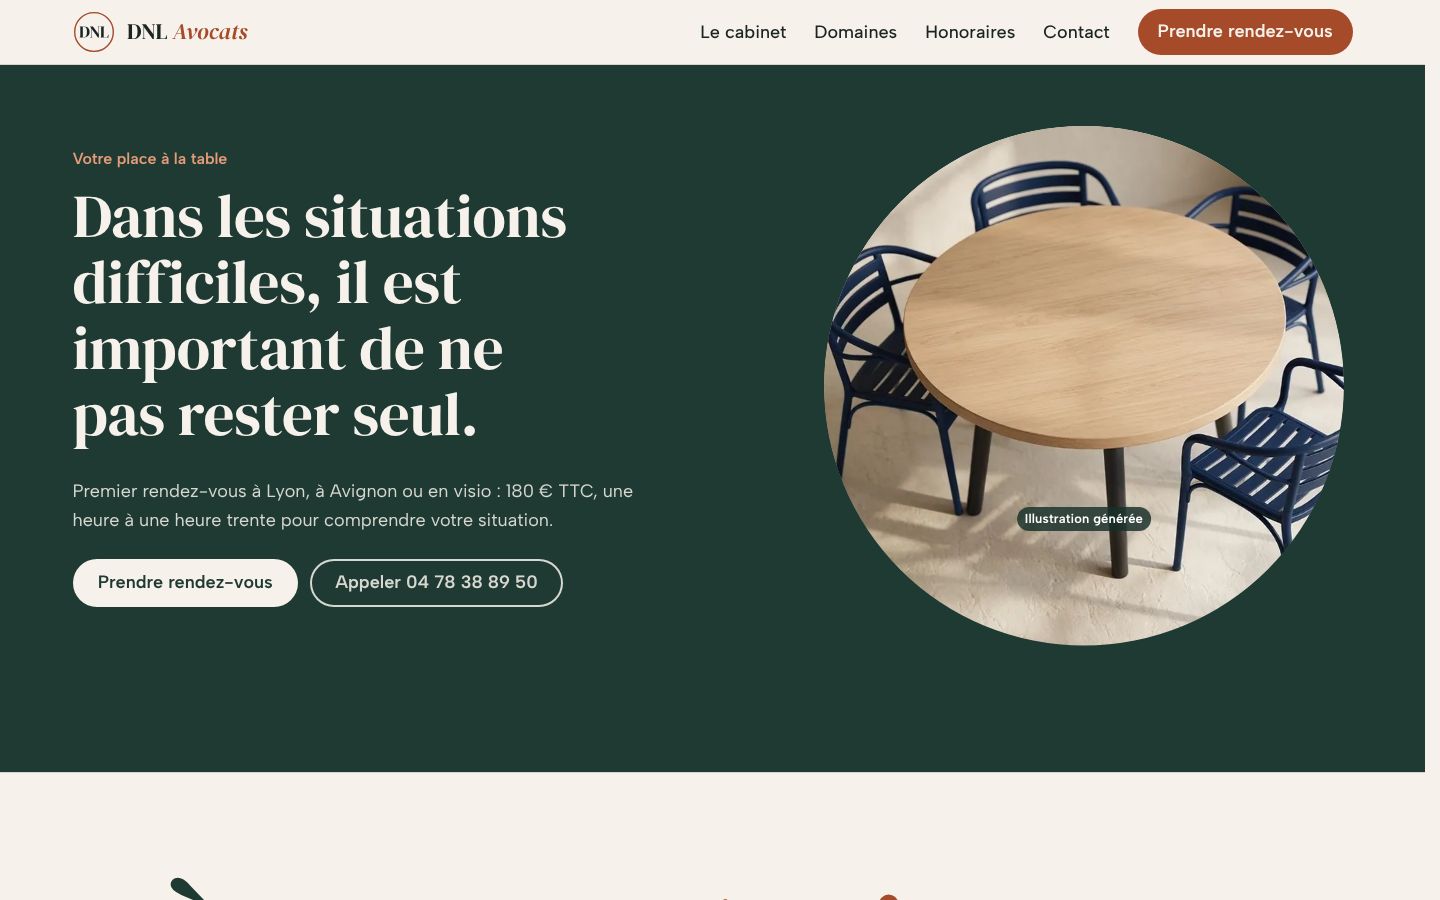 DNL DNL Avocats
Le cabinet
Domaines
Honoraires
Contact
Prendre rendez-vous
Votre place à la table
Dans les situations
difficiles, il est
important de ne
pas rester seul.
Premier rendez-vous à Lyon, à Avignon ou en visio : 180 € TTC, une
heure à une heure trente pour comprendre votre situation.
Prendre rendez-vous
Appeler 04 78 38 89 50
Illustration générée